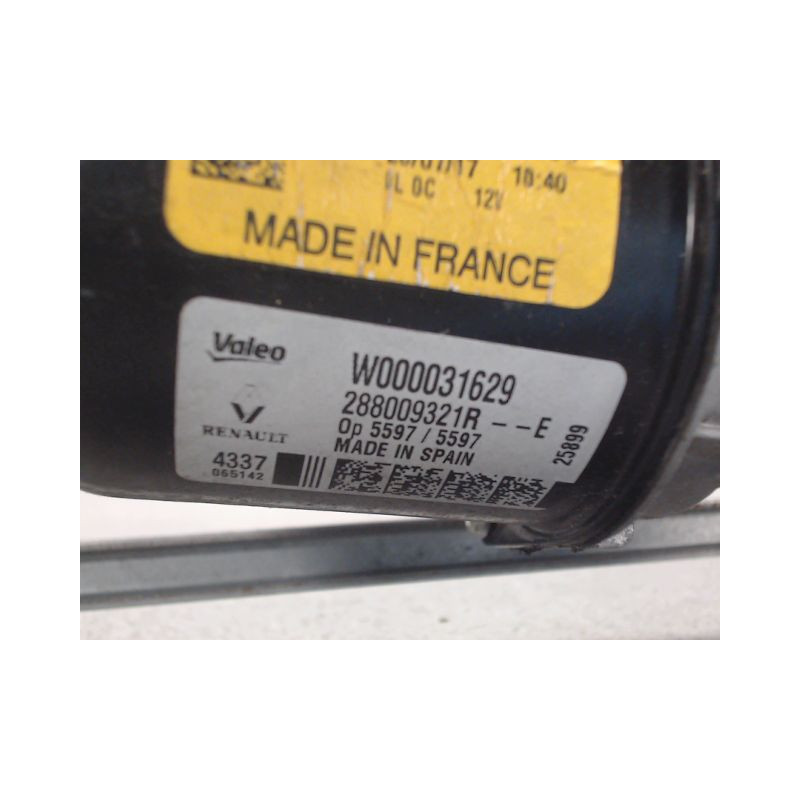 18:40
DC 12V
MADE IN FRANCE
Valeo
W000031629
288009321R -- E
RENAULT
Op 5597 / 5597
MADE IN SPAIN
25899
4337
065142